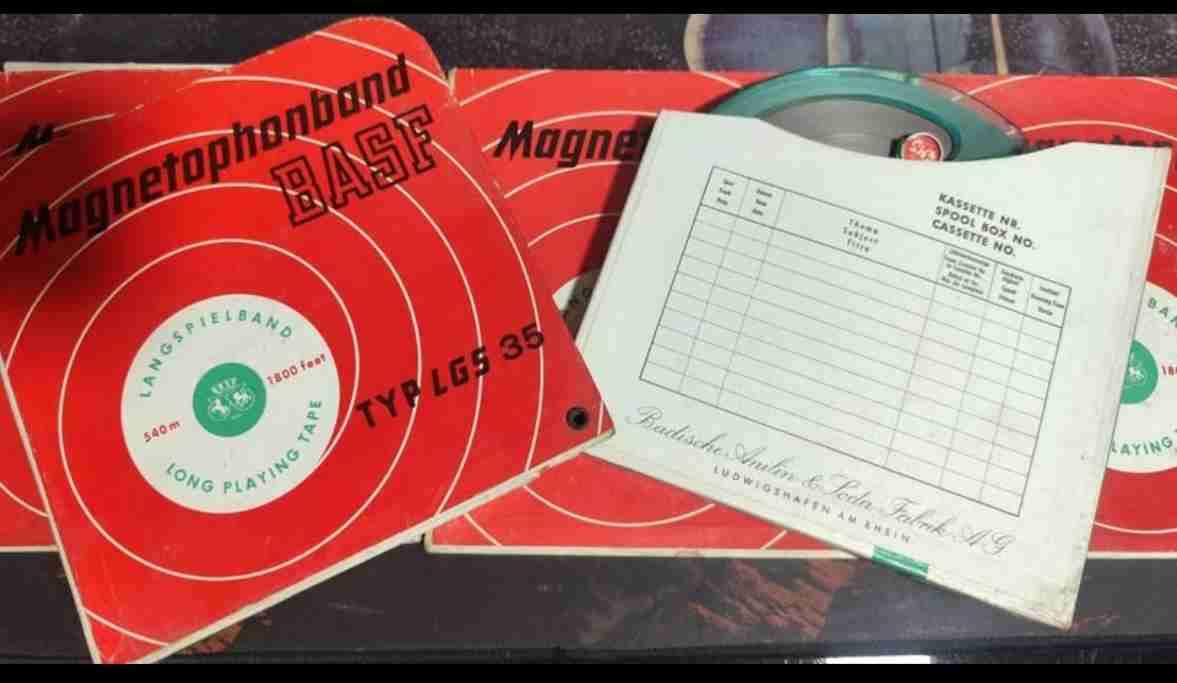 Magnetophonband
BASF
LANGSPIELBAND
1800 feet
540 m
LONG PLAYING TAPE
TYP LGS 35
M
Magne
KASSETTE NR.
SPOOL BOX NO.
CASSETTE NO.
Thema
Subject
Titre
Badische Anilin & Soda-Fabrik AG
LUDWIGSHAFEN AM RHEIN